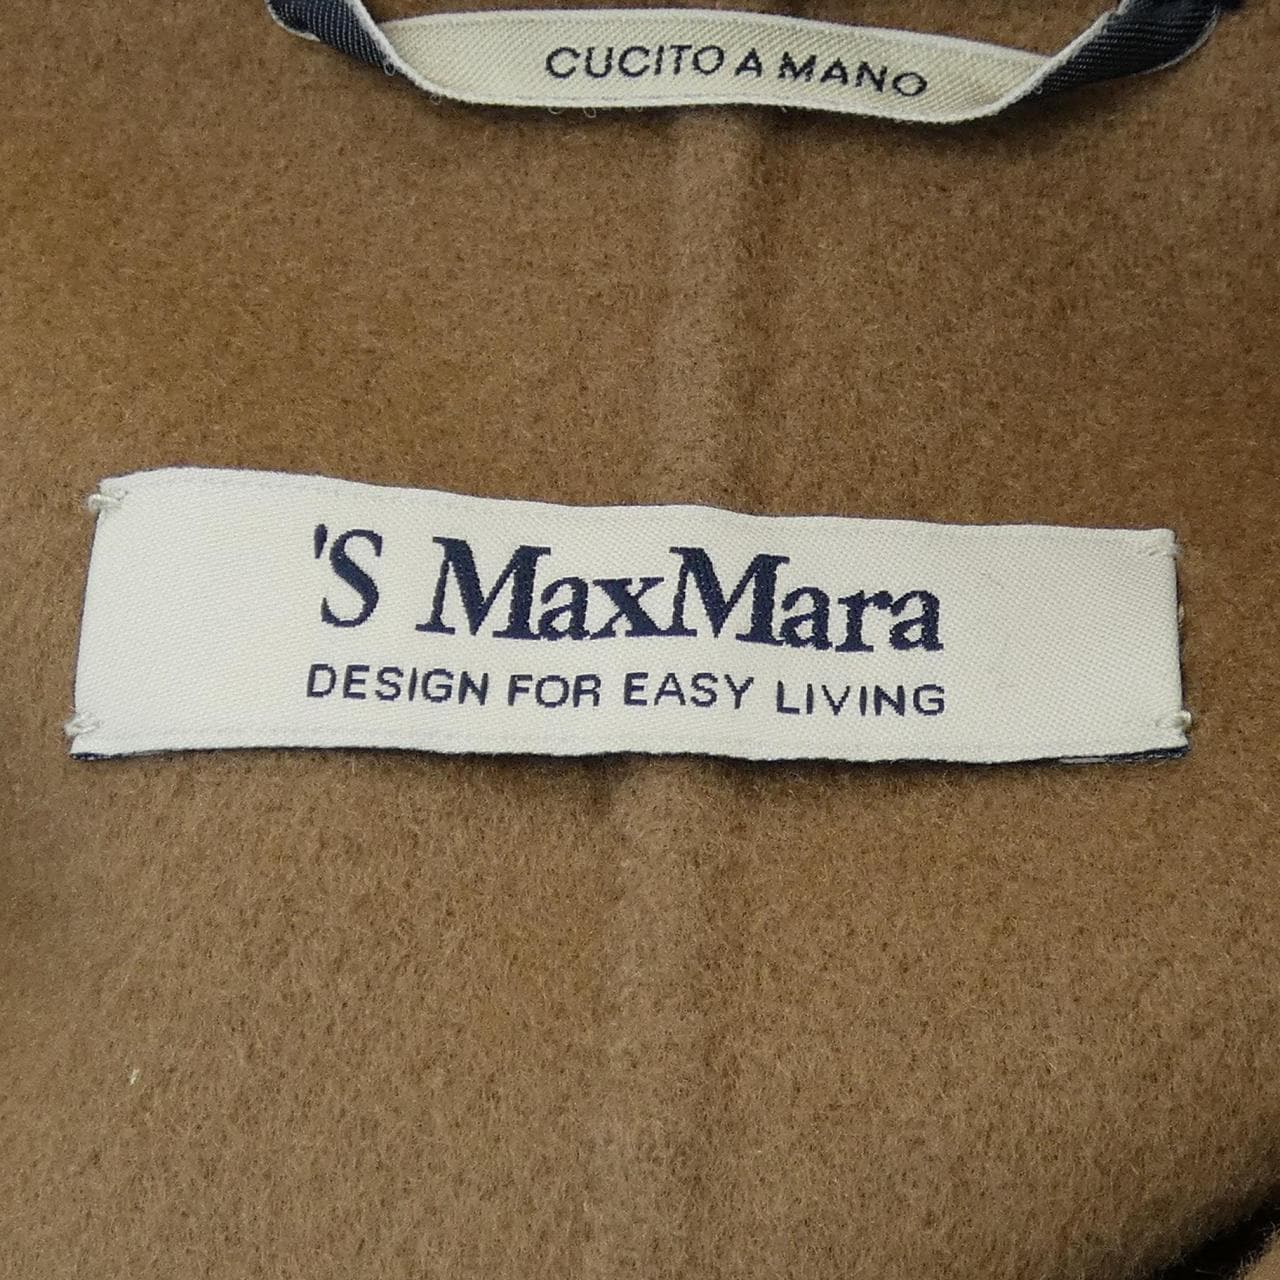 CUCITO A MANO
'S MaxMara
DESIGN FOR EASY LIVING